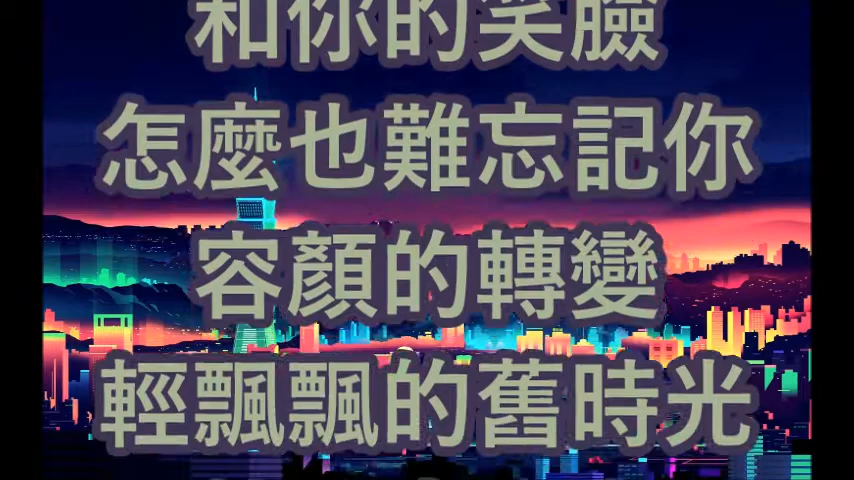 和你的笑臉
怎麼也難忘記你
容顏的轉變
輕飄飄的舊時光